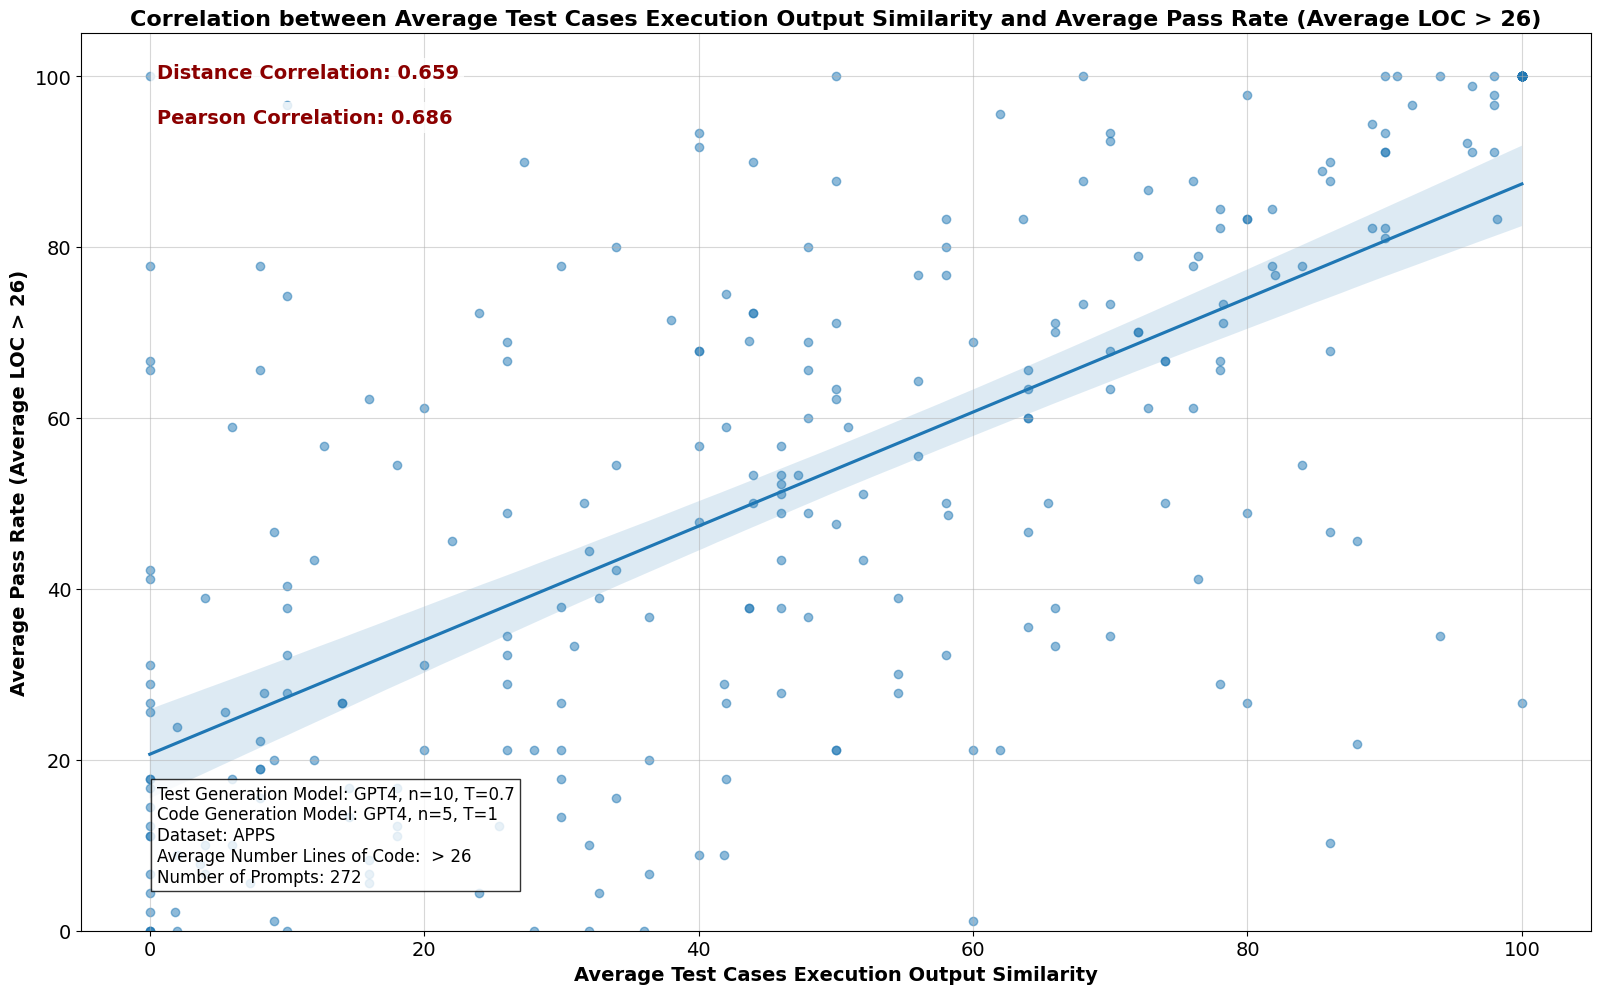 Correlation between Average Test Cases Execution Output Similarity and Average Pass Rate (Average LOC > 26)
Distance Correlation: 0.659
Pearson Correlation: 0.686
Average Pass Rate (Average LOC > 26)
100
80
60
40
20
0
Test Generation Model: GPT4, n=10, T=0.7
Code Generation Model: GPT4, n=5, T=1
Dataset: APPS
Average Number Lines of Code:  > 26
Number of Prompts: 272
0 20 40 60 80 100
Average Test Cases Execution Output Similarity